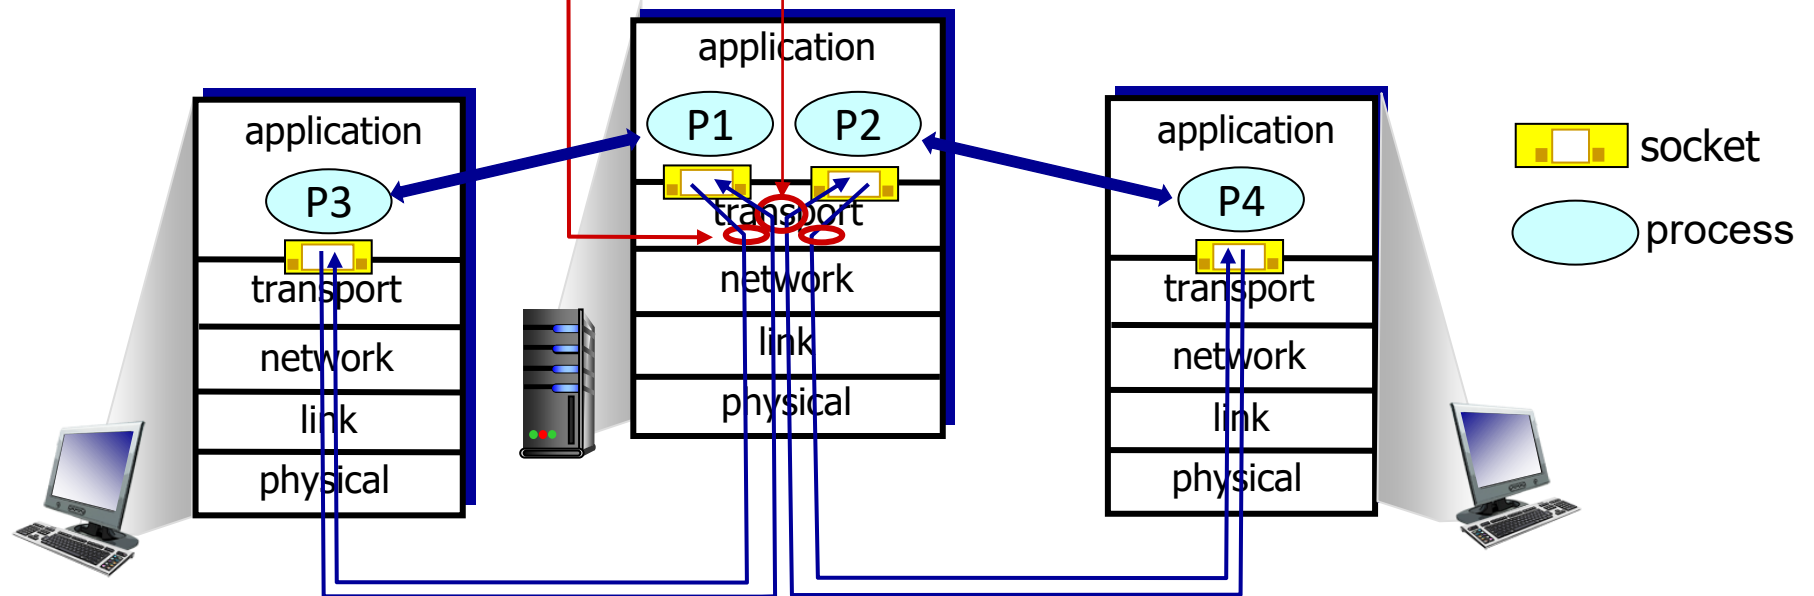 application
P1
P2
transport
network
link
physical
application
P3
transport
network
link
physical
application
P4
transport
network
link
physical
socket
process